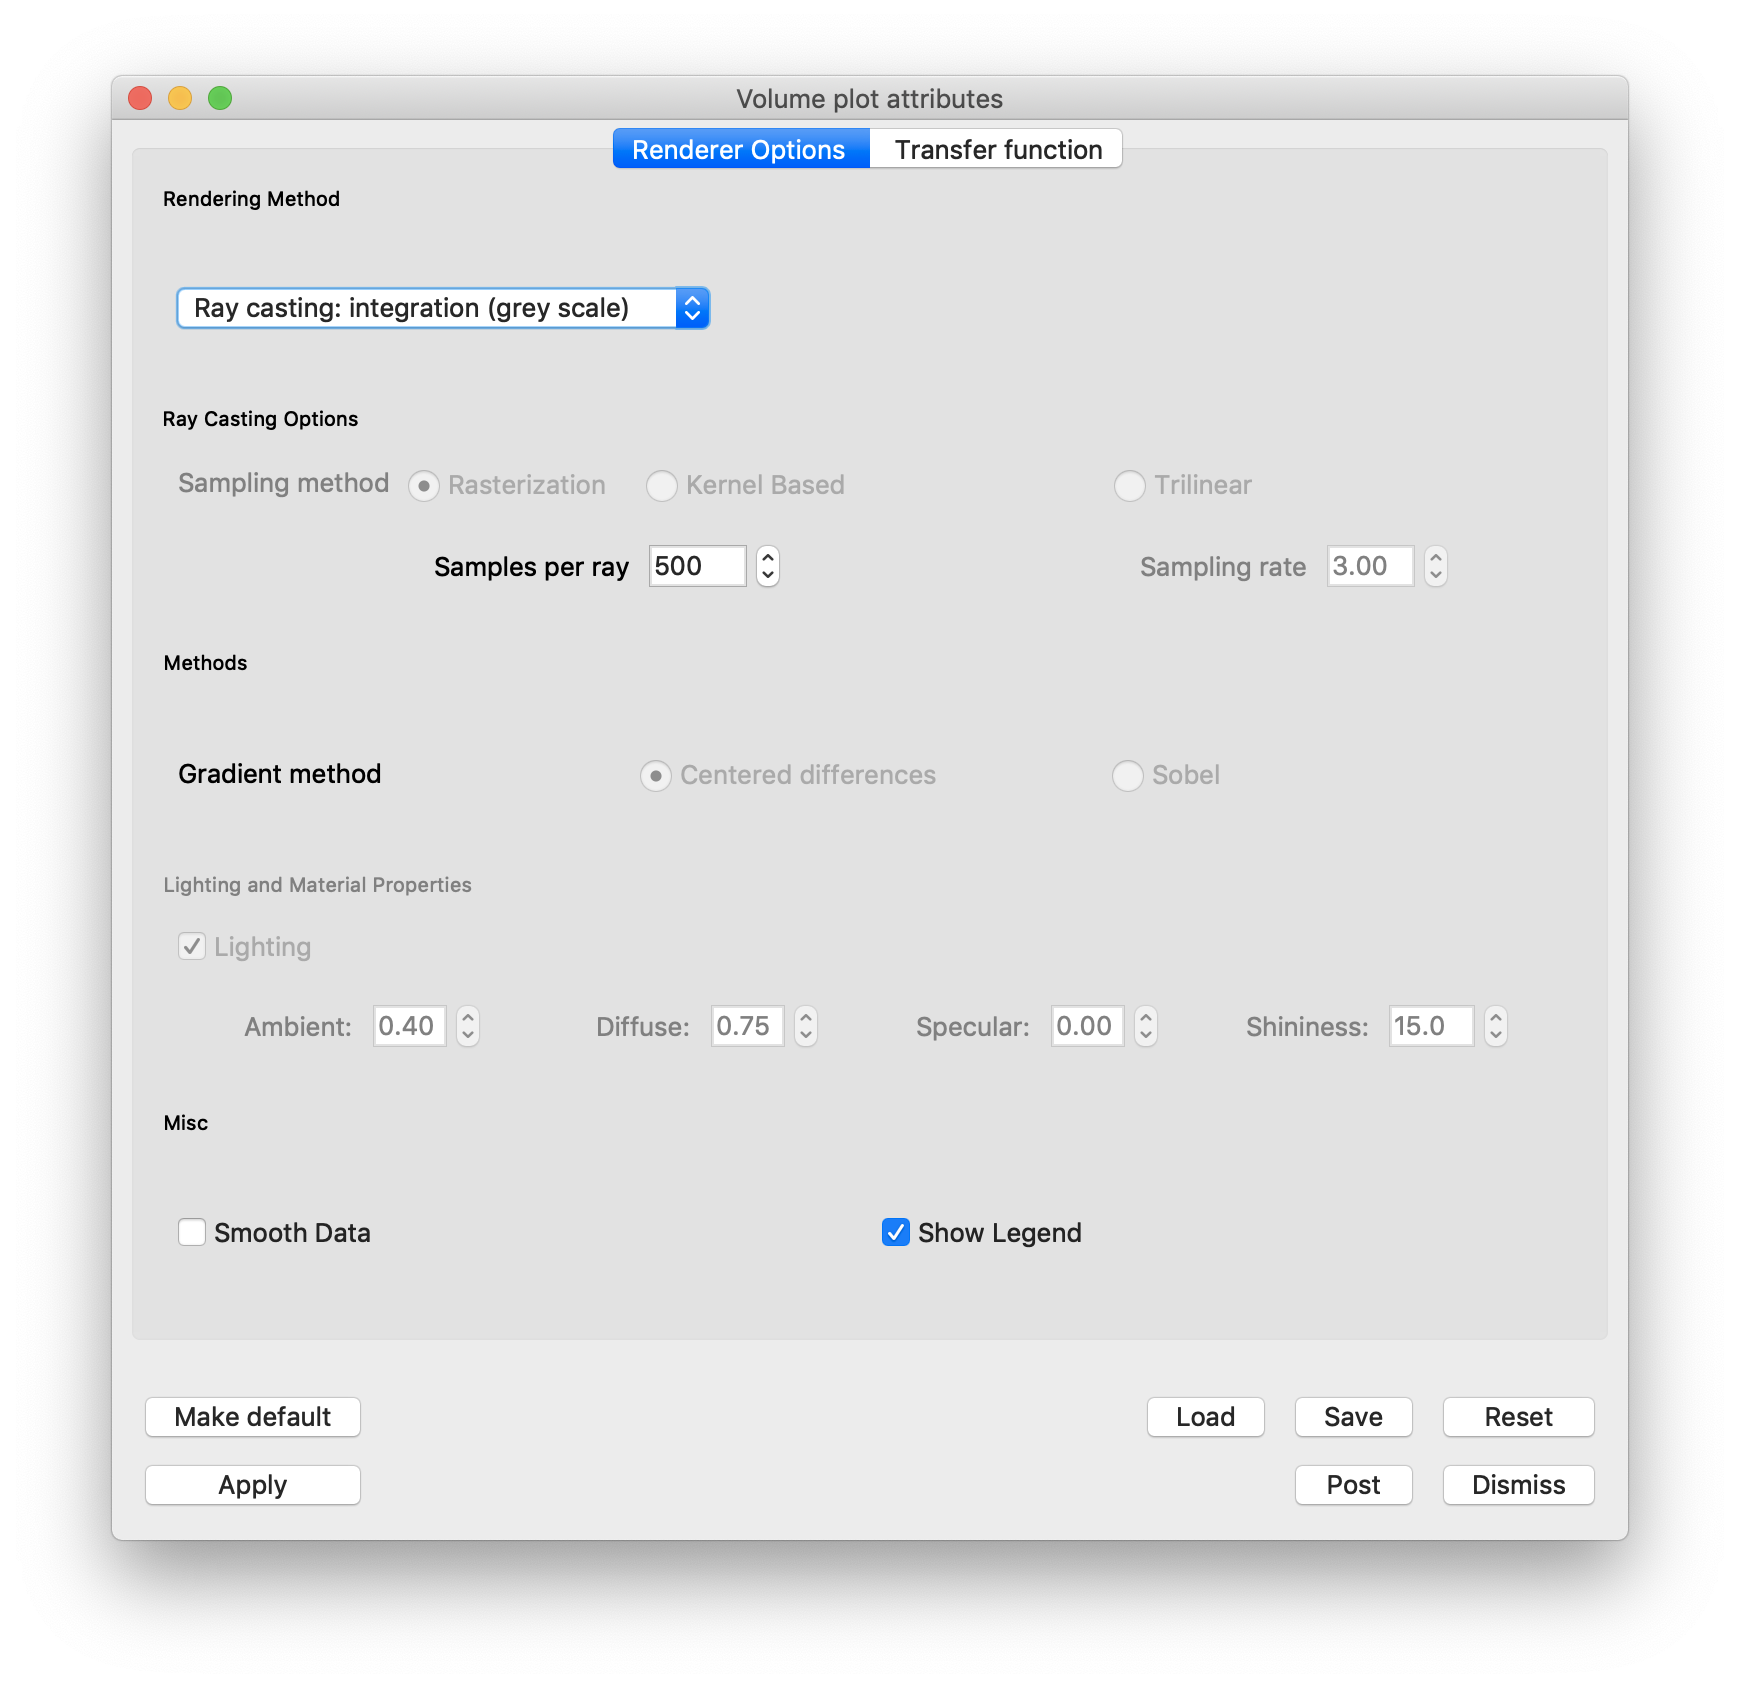 Volume plot attributes
Renderer Options Transfer function
Rendering Method
Ray casting: integration (grey scale)
Ray Casting Options
Sampling method Rasterization Kernel Based Trilinear
Samples per ray 500 Sampling rate 3.00
Methods
Gradient method Centered differences Sobel
Lighting and Material Properties
Lighting
Ambient: 0.40 Diffuse: 0.75 Specular: 0.00 Shininess: 15.0
Misc
Smooth Data Show Legend
Make default Load Save Reset
Apply Post Dismiss